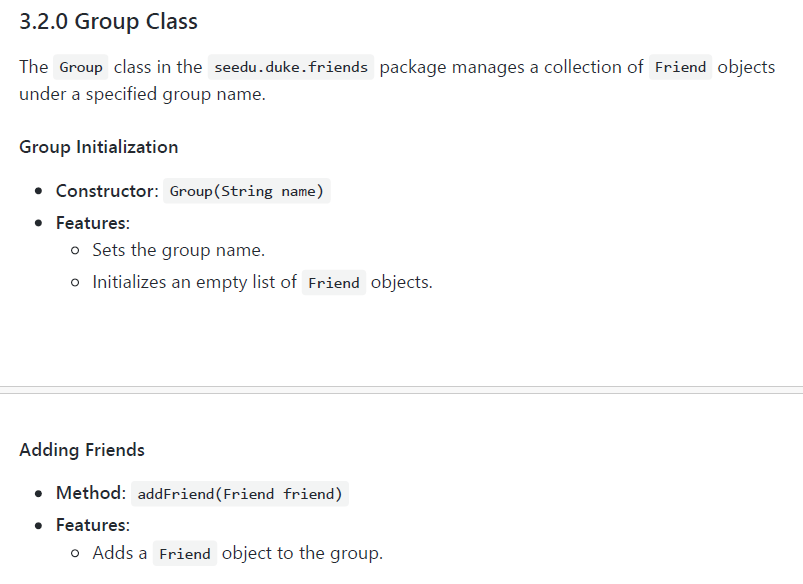 3.2.0 Group Class
The Group class in the seedu.duke.friends package manages a collection of Friend objects
under a specified group name.
Group Initialization
• Constructor: Group(String name)
• Features:
○ Sets the group name.
○ Initializes an empty list of Friend objects.
Adding Friends
• Method: addFriend(Friend friend)
• Features:
○ Adds a Friend object to the group.